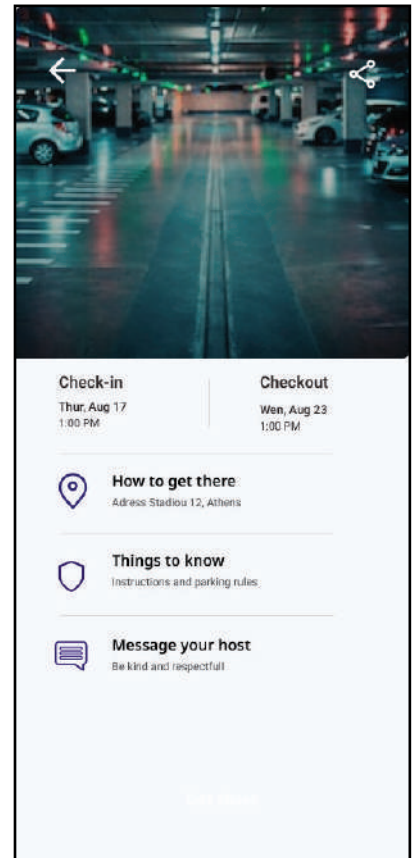 Check-in
Checkout
Thur, Aug 17
Wen, Aug 23
1:00 PM
1:00 PM
How to get there
Adress Stadiou 12, Athens
Things to know
Instructions and parking rules
Message your host
Be kind and respectfull